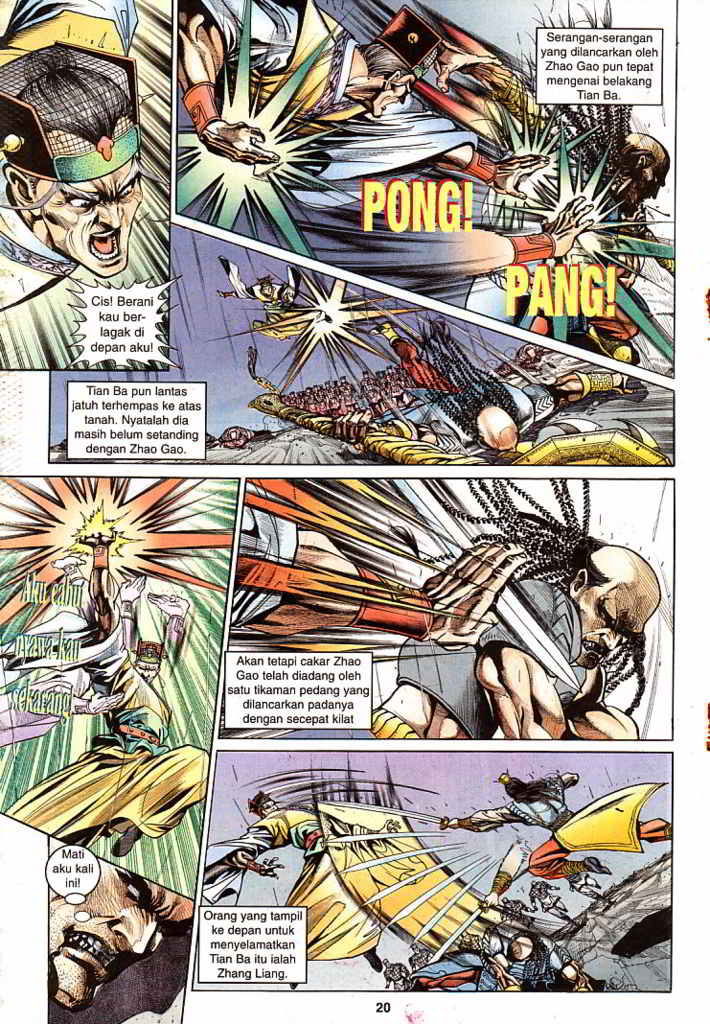 Serangan-serangan
yang dilancarkan oleh
Zhao Gao pun tepat
mengenai belakang
Tian Ba.
PONG!
PANG!
Cis! Berani
kau ber-
lagak di
depan aku!
Tian Ba pun lantas
jatuh terhempas ke atas
tanah. Nyatalah dia
masih belum setanding
dengan Zhao Gao.
Aku cabut
nyawa kau
sekarang
Akan tetapi cakar Zhao
Gao telah diadang oleh
satu tikaman pedang yang
dilancarkan padanya
dengan secepat kilat
Mati
aku kali
ini!
Orang yang tampil
ke depan untuk
menyelamatkan
Tian Ba itu ialah
Zhang Liang.
20